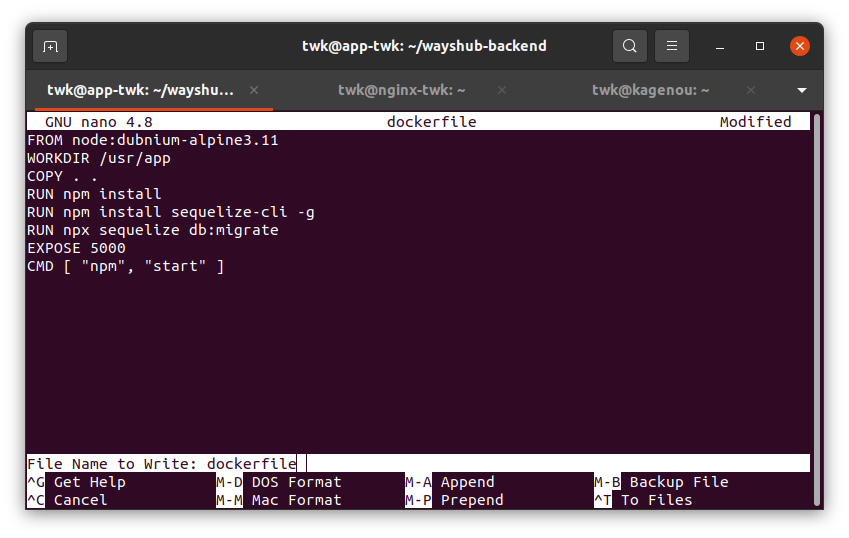 twk@app-twk: ~/wayshub-backend
twk@app-twk: ~/wayshu...
twk@nginx-twk: ~
twk@kagenou: ~
GNU nano 4.8 dockerfile Modified
FROM node:dubnium-alpine3.11
WORKDIR /usr/app
COPY . .
RUN npm install
RUN npm install sequelize-cli -g
RUN npx sequelize db:migrate
EXPOSE 5000
CMD [ "npm", "start" ]
File Name to Write: dockerfile
^G Get Help M-D DOS Format M-A Append M-B Backup File
^C Cancel M-M Mac Format M-P Prepend ^T To Files